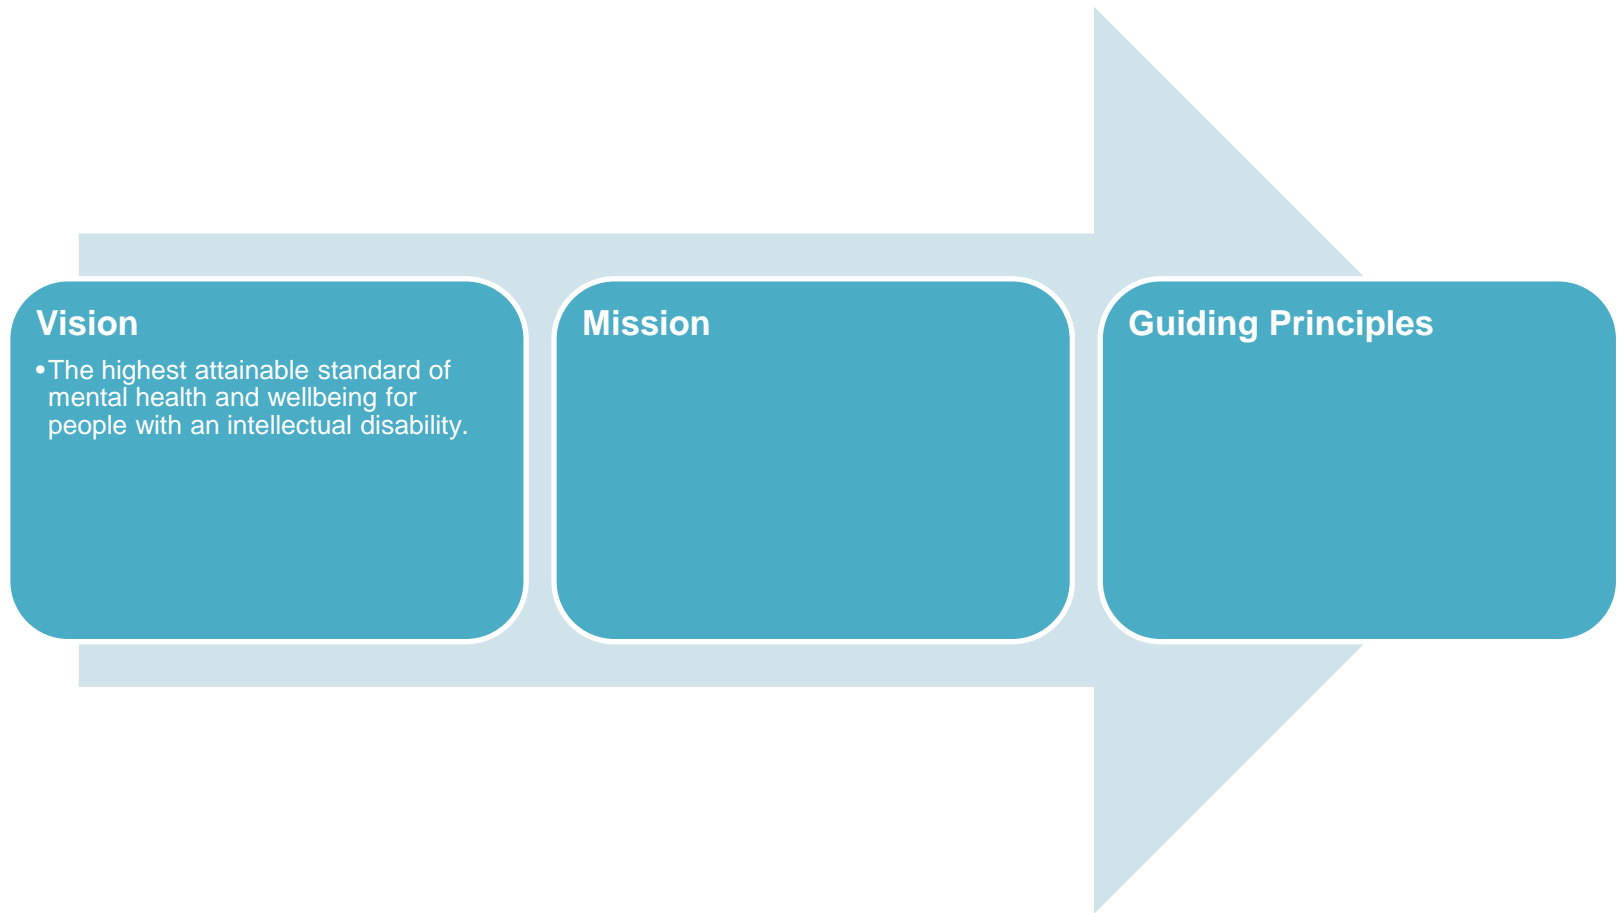 Vision
•The highest attainable standard of
mental health and wellbeing for
people with an intellectual disability.
Mission
Guiding Principles